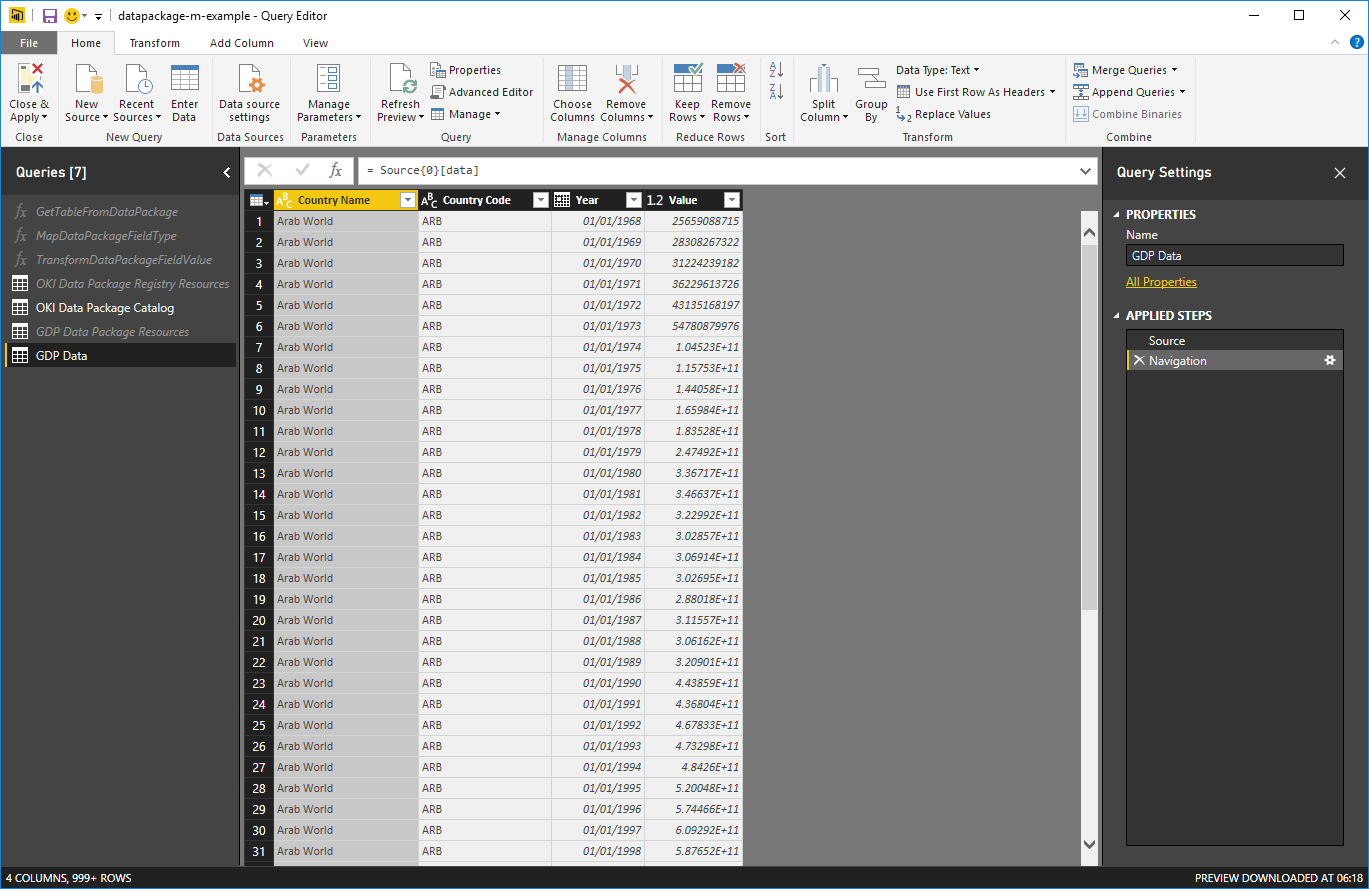 datapackage-m-example - Query Editor
File Home Transform Add Column View
Close & Apply
New Source
Recent Sources
Enter Data
Data source settings
Manage Parameters
Refresh Preview
Properties
Advanced Editor
Manage
Choose Columns
Remove Columns
Keep Rows
Remove Rows
Split Column
Group By
Data Type: Text
Use First Row As Headers
Replace Values
Merge Queries
Append Queries
Combine Binaries
Close New Query Data Sources Parameters Query Manage Columns Reduce Rows Sort Transform Combine
Queries [7]
GetTableFromDataPackage
MapDataPackageFieldType
TransformDataPackageFieldValue
OKI Data Package Registry Resources
OKI Data Package Catalog
GDP Data Package Resources
GDP Data
fx = Source{0}[data]
Country Name Country Code Year 1.2 Value
1 Arab World ARB 01/01/1968 25659088715
2 Arab World ARB 01/01/1969 28308267322
3 Arab World ARB 01/01/1970 31224239182
4 Arab World ARB 01/01/1971 36229613726
5 Arab World ARB 01/01/1972 43135168197
6 Arab World ARB 01/01/1973 54780879976
7 Arab World ARB 01/01/1974 1.04523E+11
8 Arab World ARB 01/01/1975 1.15753E+11
9 Arab World ARB 01/01/1976 1.44058E+11
10 Arab World ARB 01/01/1977 1.65984E+11
11 Arab World ARB 01/01/1978 1.83528E+11
12 Arab World ARB 01/01/1979 2.47492E+11
13 Arab World ARB 01/01/1980 3.36717E+11
14 Arab World ARB 01/01/1981 3.46637E+11
15 Arab World ARB 01/01/1982 3.22992E+11
16 Arab World ARB 01/01/1983 3.02857E+11
17 Arab World ARB 01/01/1984 3.06914E+11
18 Arab World ARB 01/01/1985 3.02695E+11
19 Arab World ARB 01/01/1986 2.88018E+11
20 Arab World ARB 01/01/1987 3.11557E+11
21 Arab World ARB 01/01/1988 3.06162E+11
22 Arab World ARB 01/01/1989 3.20901E+11
23 Arab World ARB 01/01/1990 4.43859E+11
24 Arab World ARB 01/01/1991 4.36804E+11
25 Arab World ARB 01/01/1992 4.67833E+11
26 Arab World ARB 01/01/1993 4.73298E+11
27 Arab World ARB 01/01/1994 4.8426E+11
28 Arab World ARB 01/01/1995 5.20048E+11
29 Arab World ARB 01/01/1996 5.74466E+11
30 Arab World ARB 01/01/1997 6.09292E+11
31 Arab World ARB 01/01/1998 5.87652E+11
Query Settings
PROPERTIES
Name
GDP Data
All Properties
APPLIED STEPS
Source
Navigation
4 COLUMNS, 999+ ROWS
PREVIEW DOWNLOADED AT 06:18